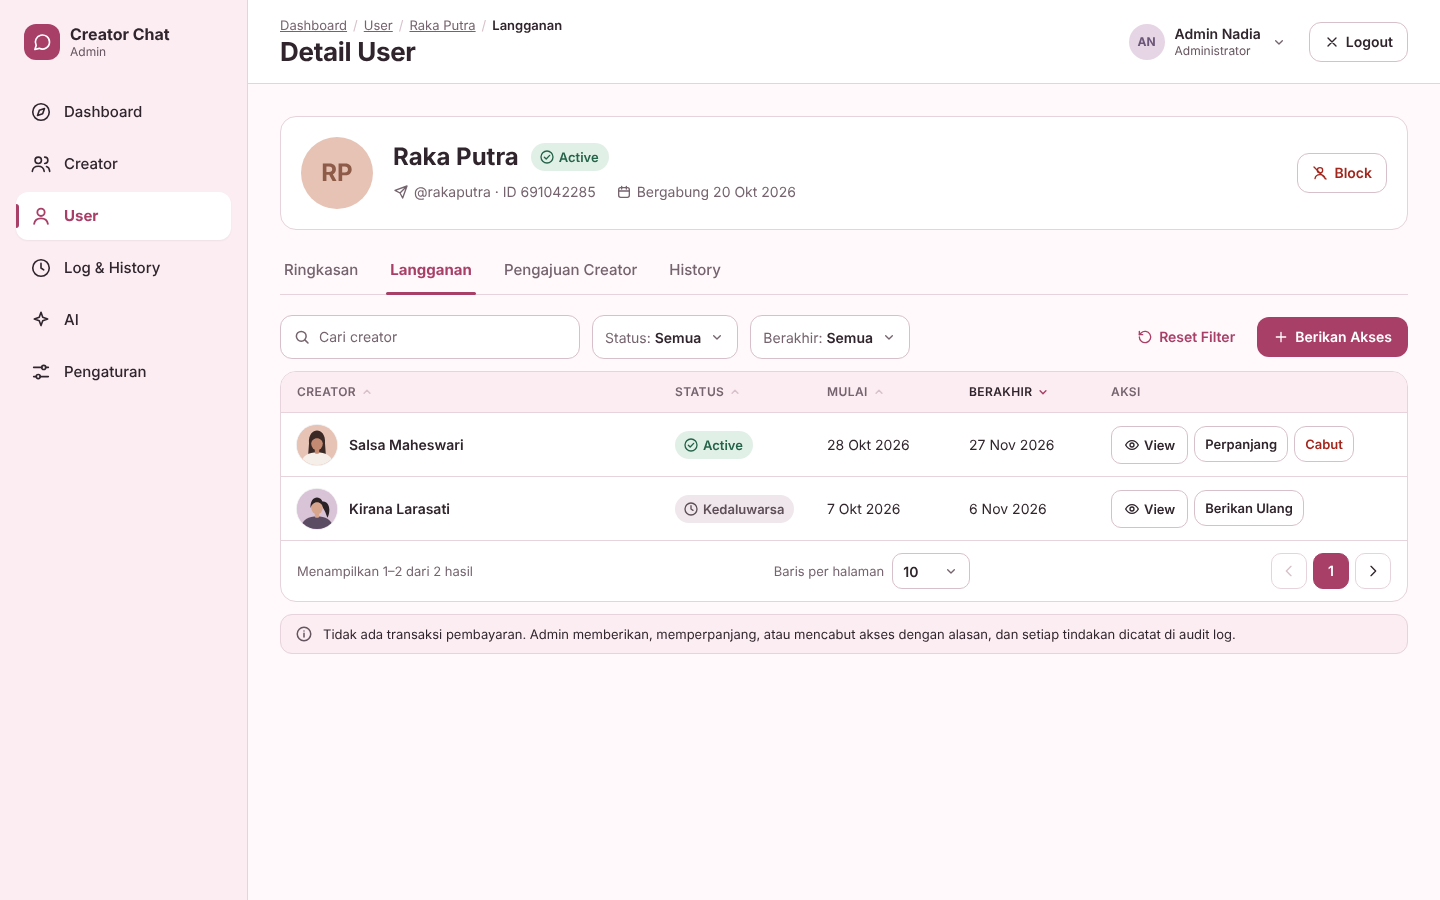 Creator Chat
Admin
Dashboard
Creator
User
Log & History
AI
Pengaturan
Dashboard / User / Raka Putra / Langganan
Detail User
AN
Admin Nadia
Administrator
Logout
RP
Raka Putra
Active
@rakaputra · ID 691042285
Bergabung 20 Okt 2026
Block
Ringkasan
Langganan
Pengajuan Creator
History
Cari creator
Status: Semua
Berakhir: Semua
Reset Filter
Berikan Akses
CREATOR STATUS MULAI BERAKHIR AKSI
Salsa Maheswari Active 28 Okt 2026 27 Nov 2026 View Perpanjang Cabut
Kirana Larasati Kedaluwarsa 7 Okt 2026 6 Nov 2026 View Berikan Ulang
Menampilkan 1–2 dari 2 hasil
Baris per halaman 10
1
Tidak ada transaksi pembayaran. Admin memberikan, memperpanjang, atau mencabut akses dengan alasan, dan setiap tindakan dicatat di audit log.